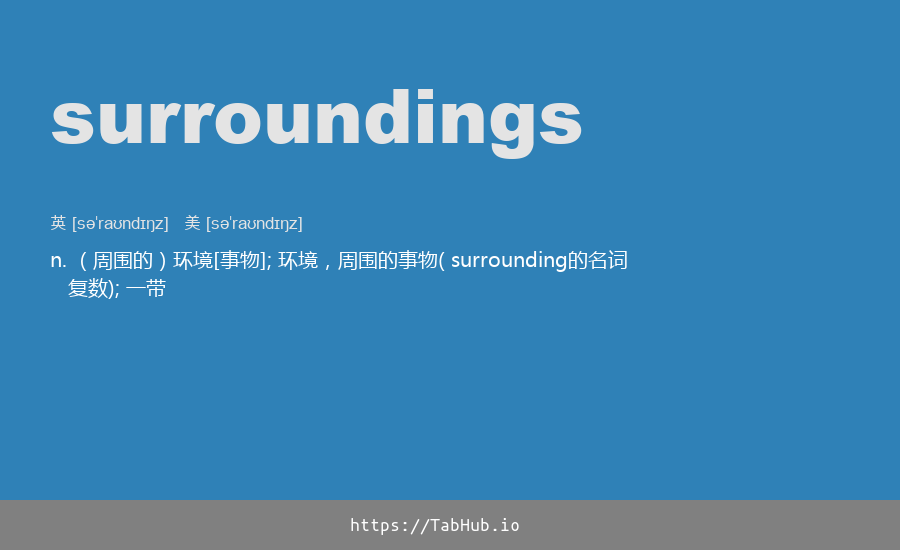 surroundings
英 [səˈraʊndɪŋz] 美 [səˈraʊndɪŋz]
n. （周围的）环境[事物]; 环境，周围的事物( surrounding的名词
复数); 一带
https://TabHub.io